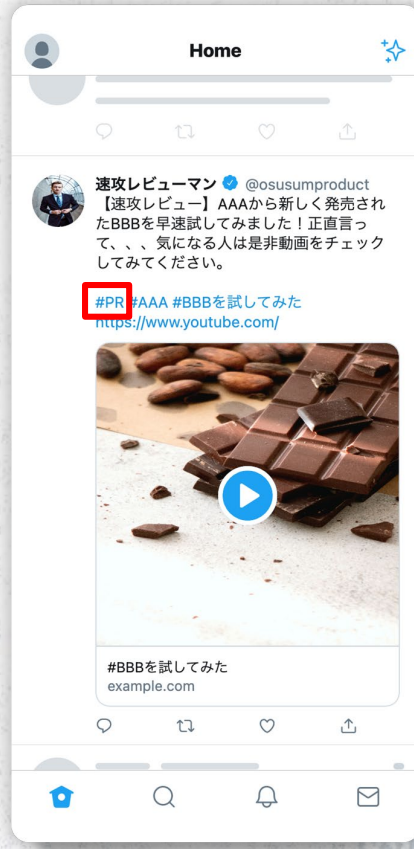 Home
速攻レビューマン @osusumproduct
【速攻レビュー】AAAから新しく発売され
たBBBを早速試してみました！正直言っ
て、、、気になる人は是非動画をチェック
してみてください。
#PR #AAA #BBBを試してみた
https://www.youtube.com/
#BBBを試してみた
example.com